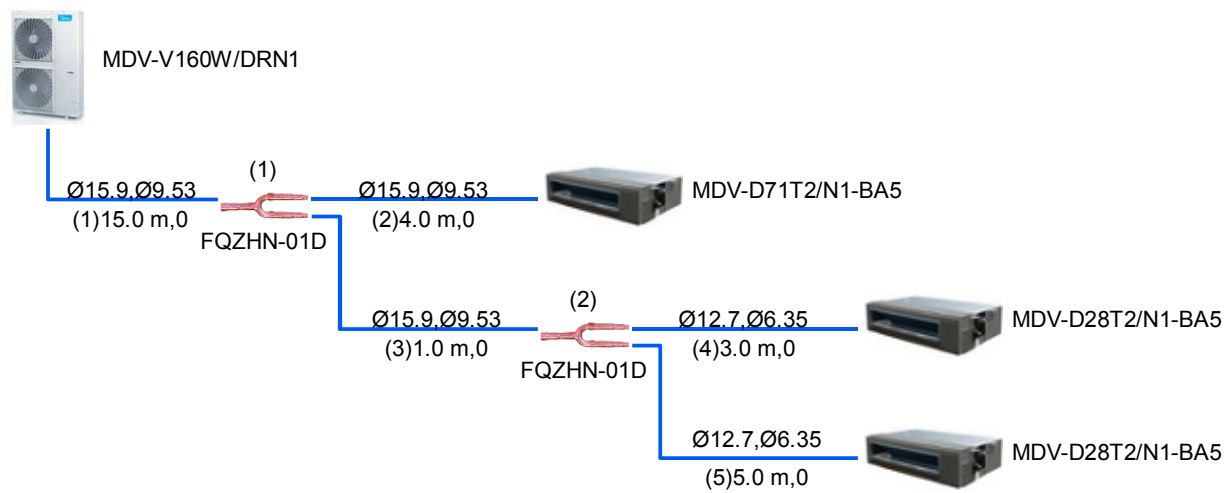 MDV-V160W/DRN1
(1)
Ø15.9,Ø9.53
Ø15.9,Ø9.53
MDV-D71T2/N1-BA5
(1)15.0 m,0
(2)4.0 m,0
FQZHN-01D
(2)
Ø15.9,Ø9.53
Ø12.7,Ø6.35
MDV-D28T2/N1-BA5
(3)1.0 m,0
(4)3.0 m,0
FQZHN-01D
Ø12.7,Ø6.35
MDV-D28T2/N1-BA5
(5)5.0 m,0